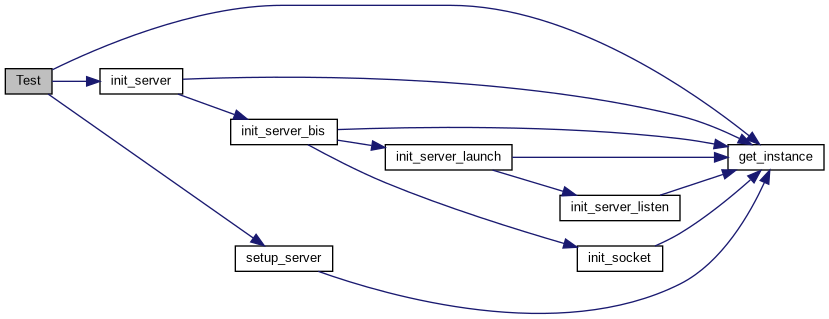 Test
init_server
init_server_bis
init_server_launch
get_instance
init_server_listen
setup_server
init_socket